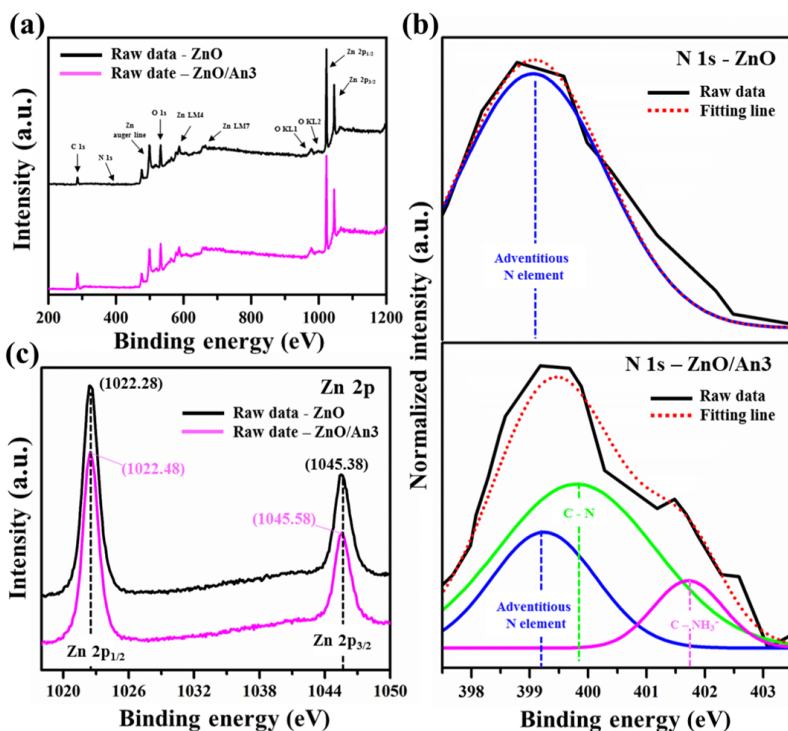 (a)
Raw data - ZnO
Raw date – ZnO/An3
Zn 2p1/2
Zn 2p3/2
C 1s
N 1s
Zn
auger line
O 1s
Zn LM4
Zn LM7
O KL1
O KL2
Intensity (a.u.)
200 400 600 800 1000 1200
Binding energy (eV)
(b)
N 1s - ZnO
Raw data
Fitting line
Adventitious
N element
N 1s – ZnO/An3
Raw data
Fitting line
C - N
Adventitious
N element
C – NH3-
Normalized intensity (a.u.)
398 399 400 401 402 403
Binding energy (eV)
(c)
Zn 2p
Raw data - ZnO
Raw date – ZnO/An3
(1022.28)
(1022.48)
(1045.38)
(1045.58)
Zn 2p1/2
Zn 2p3/2
Intensity (a.u.)
1020 1026 1032 1038 1044 1050
Binding energy (eV)